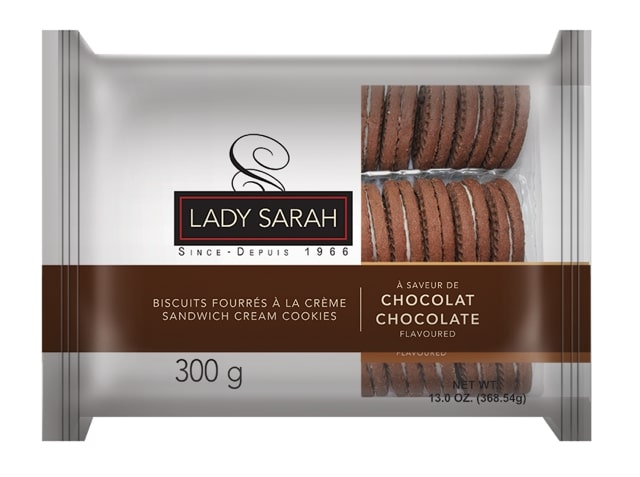 LADY SARAH
SINCE - DEPUIS 1966
BISCUITS FOURRÉS À LA CRÈME
SANDWICH CREAM COOKIES
À SAVEUR DE
CHOCOLAT
CHOCOLATE
FLAVOURED
FLAVOURED
300 g
NET WT.
13.0 OZ. (368.54g)